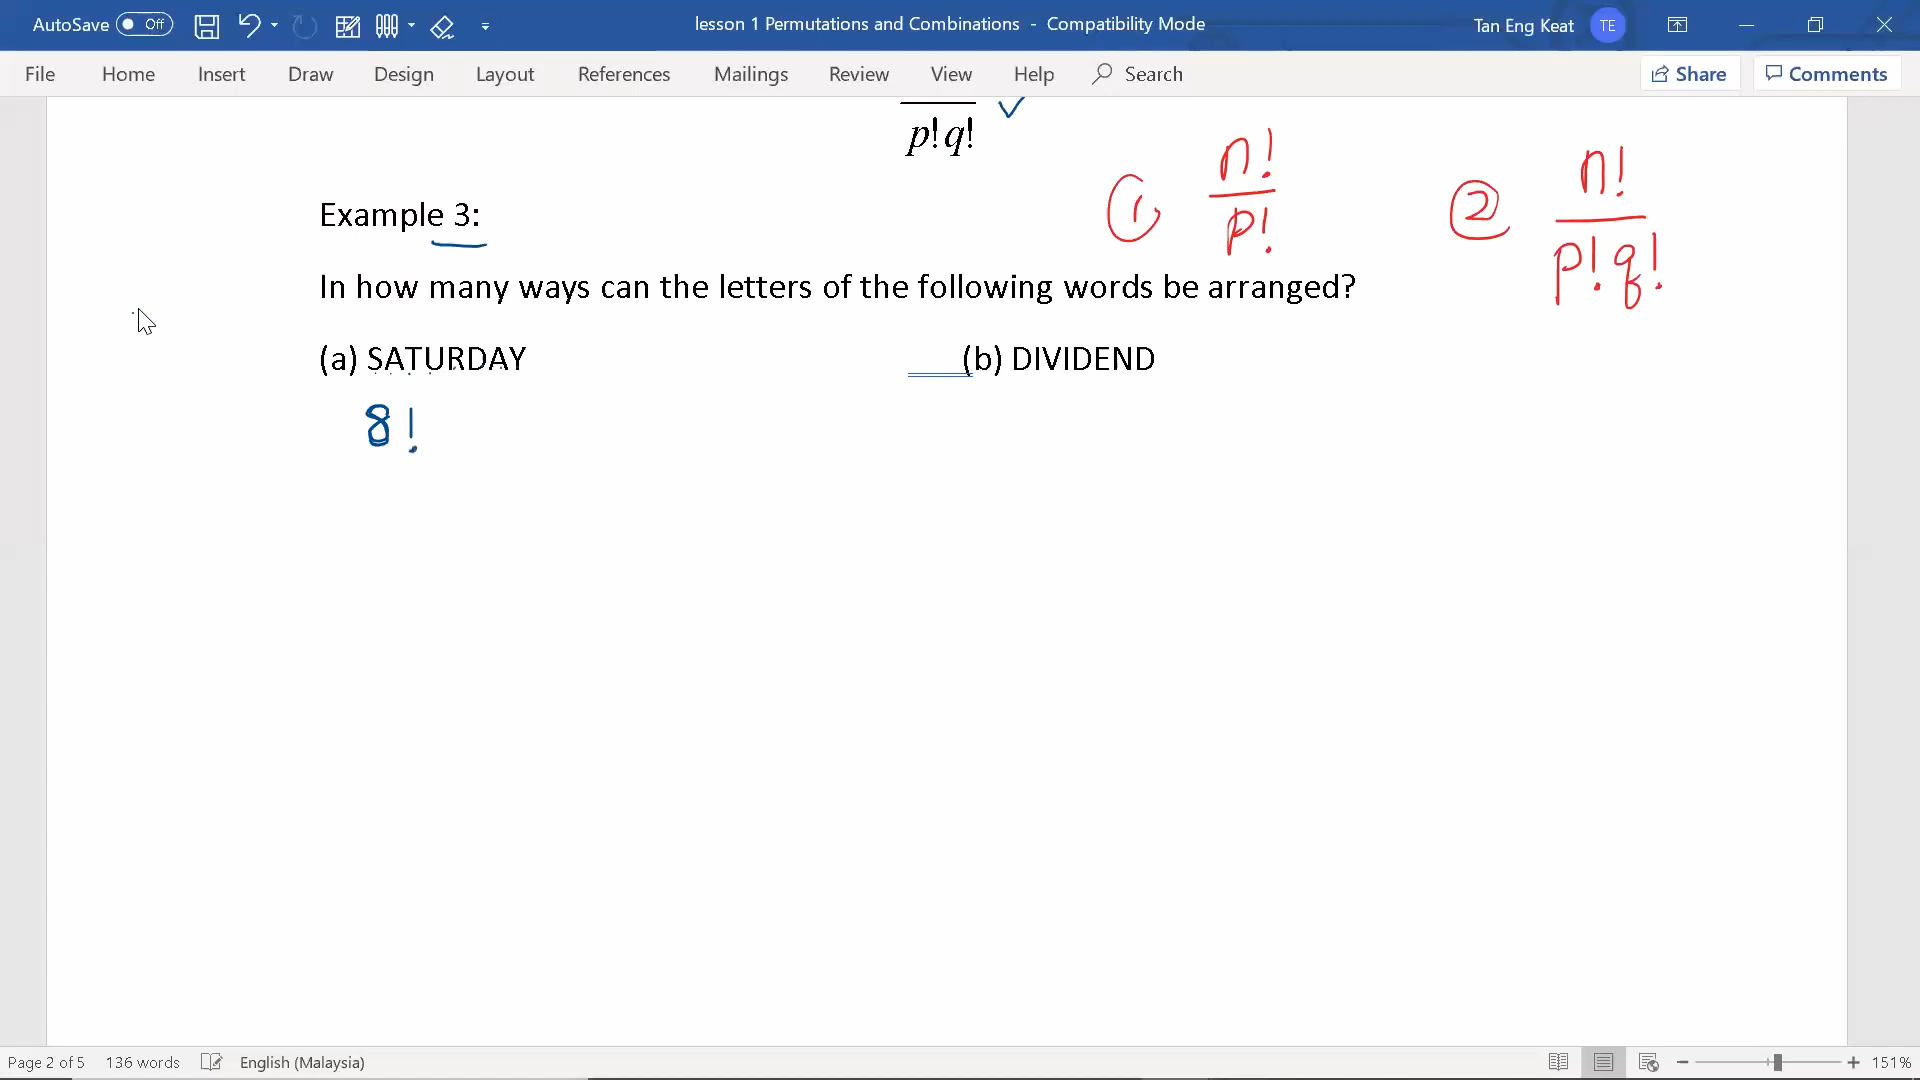 AutoSave Off lesson 1 Permutations and Combinations - Compatibility Mode Tan Eng Keat TE
File Home Insert Draw Design Layout References Mailings Review View Help Search Share Comments
p!q!
① n!/p! ② n!/p!q!
Example 3:
In how many ways can the letters of the following words be arranged?
(a) SATURDAY (b) DIVIDEND
8!
Page 2 of 5 136 words English (Malaysia) 151%